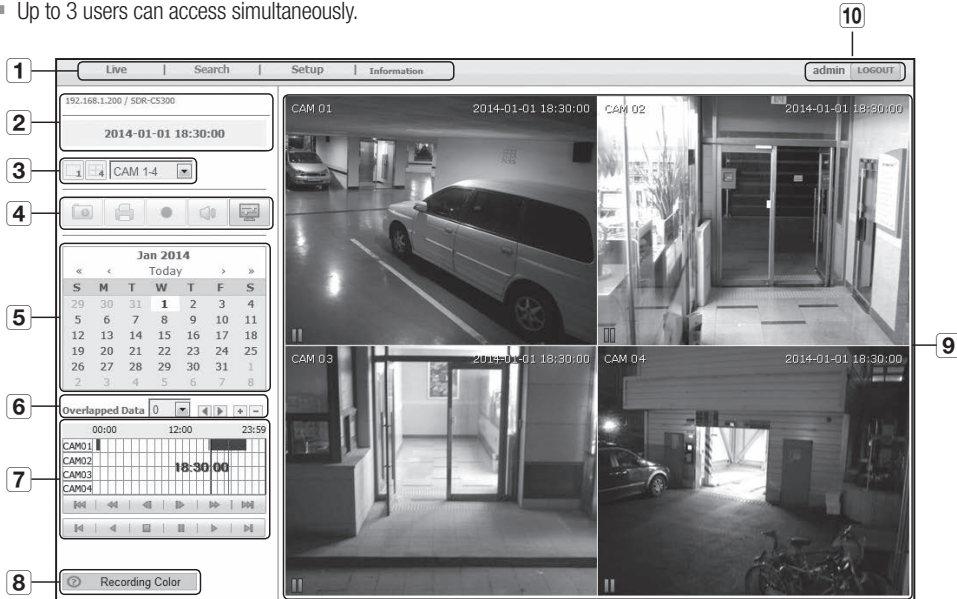 Up to 3 users can access simultaneously.
10
1
Live | Search | Setup | Information
admin LOGOUT
2
192.168.1.200 / SDR-C5300
2014-01-01 18:30:00
3
1 4 CAM 1-4
4
5
Jan 2014
« ‹ Today › »
S M T W T F S
29 30 31 1 2 3 4
5 6 7 8 9 10 11
12 13 14 15 16 17 18
19 20 21 22 23 24 25
26 27 28 29 30 31 1
2 3 4 5 6 7 8
6
Overlapped Data 0
+ -
7
00:00 12:00 23:59
CAM01
CAM02
18:30:00
CAM03
CAM04
8
? Recording Color
CAM 01 2014-01-01 18:30:00
CAM 02 2014-01-01 18:30:00
CAM 03 2014-01-01 18:30:00
CAM 04 2014-01-01 18:30:00
9